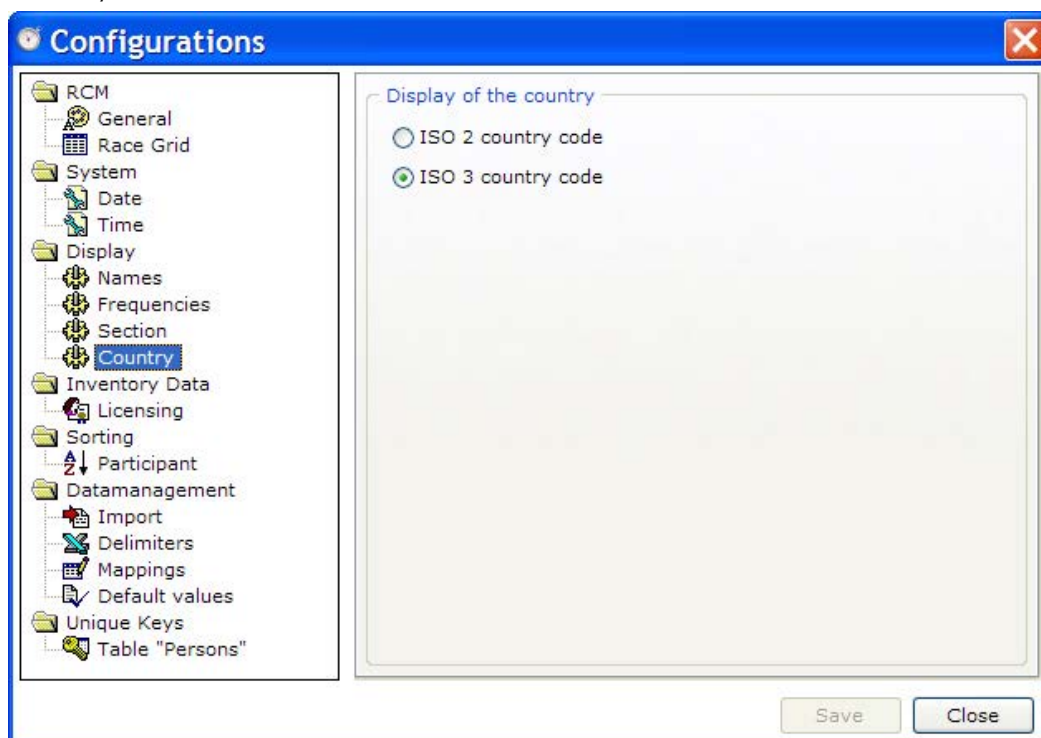 Configurations
RCM
General
Race Grid
System
Date
Time
Display
Names
Frequencies
Section
Country
Inventory Data
Licensing
Sorting
Participant
Datamanagement
Import
Delimiters
Mappings
Default values
Unique Keys
Table "Persons"
Display of the country
ISO 2 country code
ISO 3 country code
Save
Close